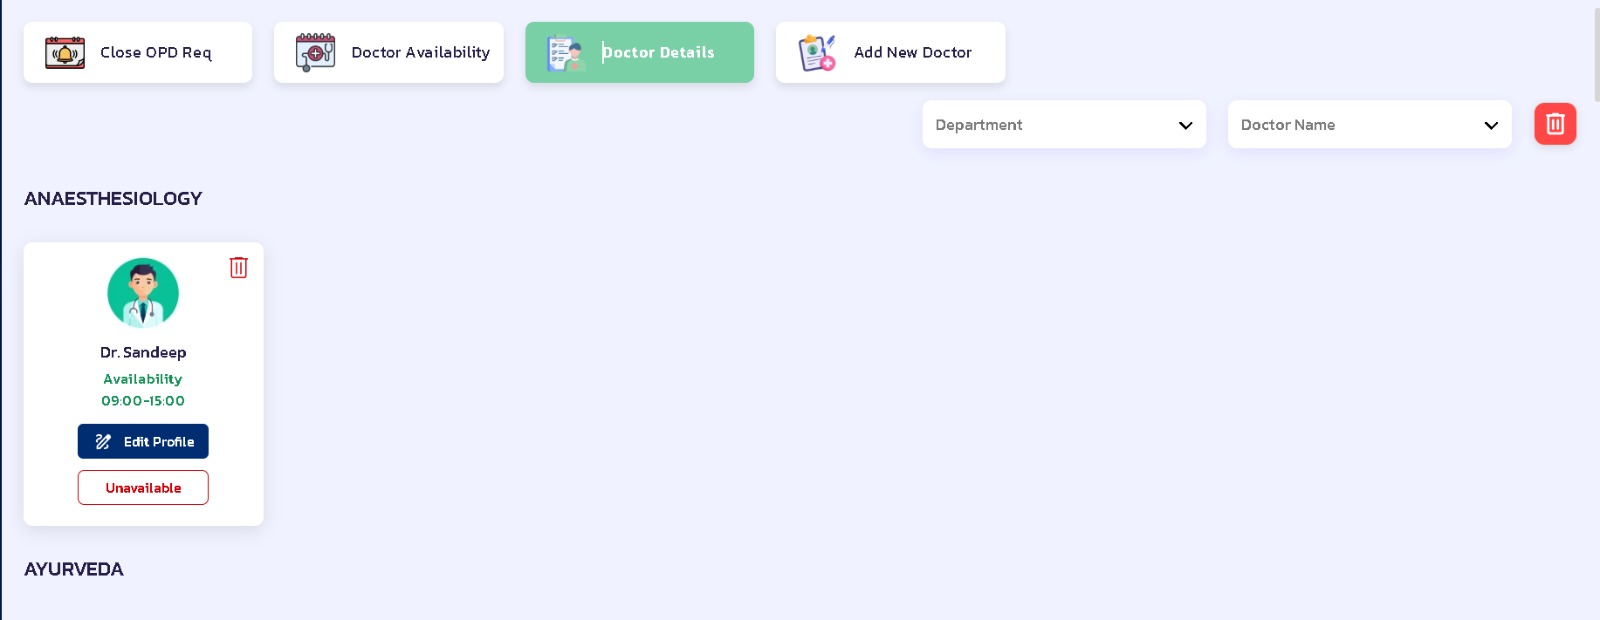 Close OPD Req
Doctor Availability
Doctor Details
Add New Doctor
Department
Doctor Name
ANAESTHESIOLOGY
Dr. Sandeep
Availability
09:00-15:00
Edit Profile
Unavailable
AYURVEDA